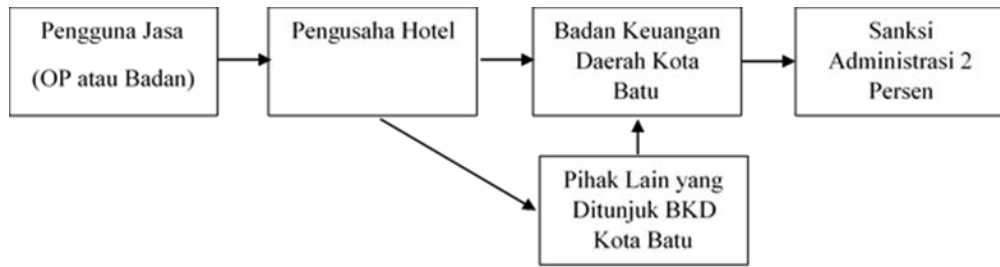 Pengguna Jasa
(OP atau Badan)
Pengusaha Hotel
Badan Keuangan
Daerah Kota
Batu
Sanksi
Administrasi 2
Persen
Pihak Lain yang
Ditunjuk BKD
Kota Batu